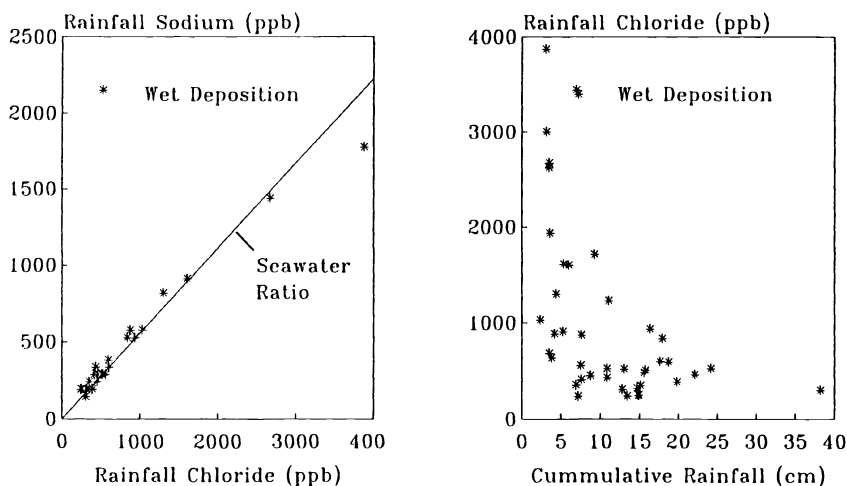 Rainfall Sodium (ppb)
2500
2000
1500
1000
500
0
* Wet Deposition
Seawater
Ratio
0 1000 2000 3000 400
Rainfall Chloride (ppb)
Rainfall Chloride (ppb)
4000
3000
2000
1000
0
* Wet Deposition
0 5 10 15 20 25 30 35 40
Cummulative Rainfall (cm)